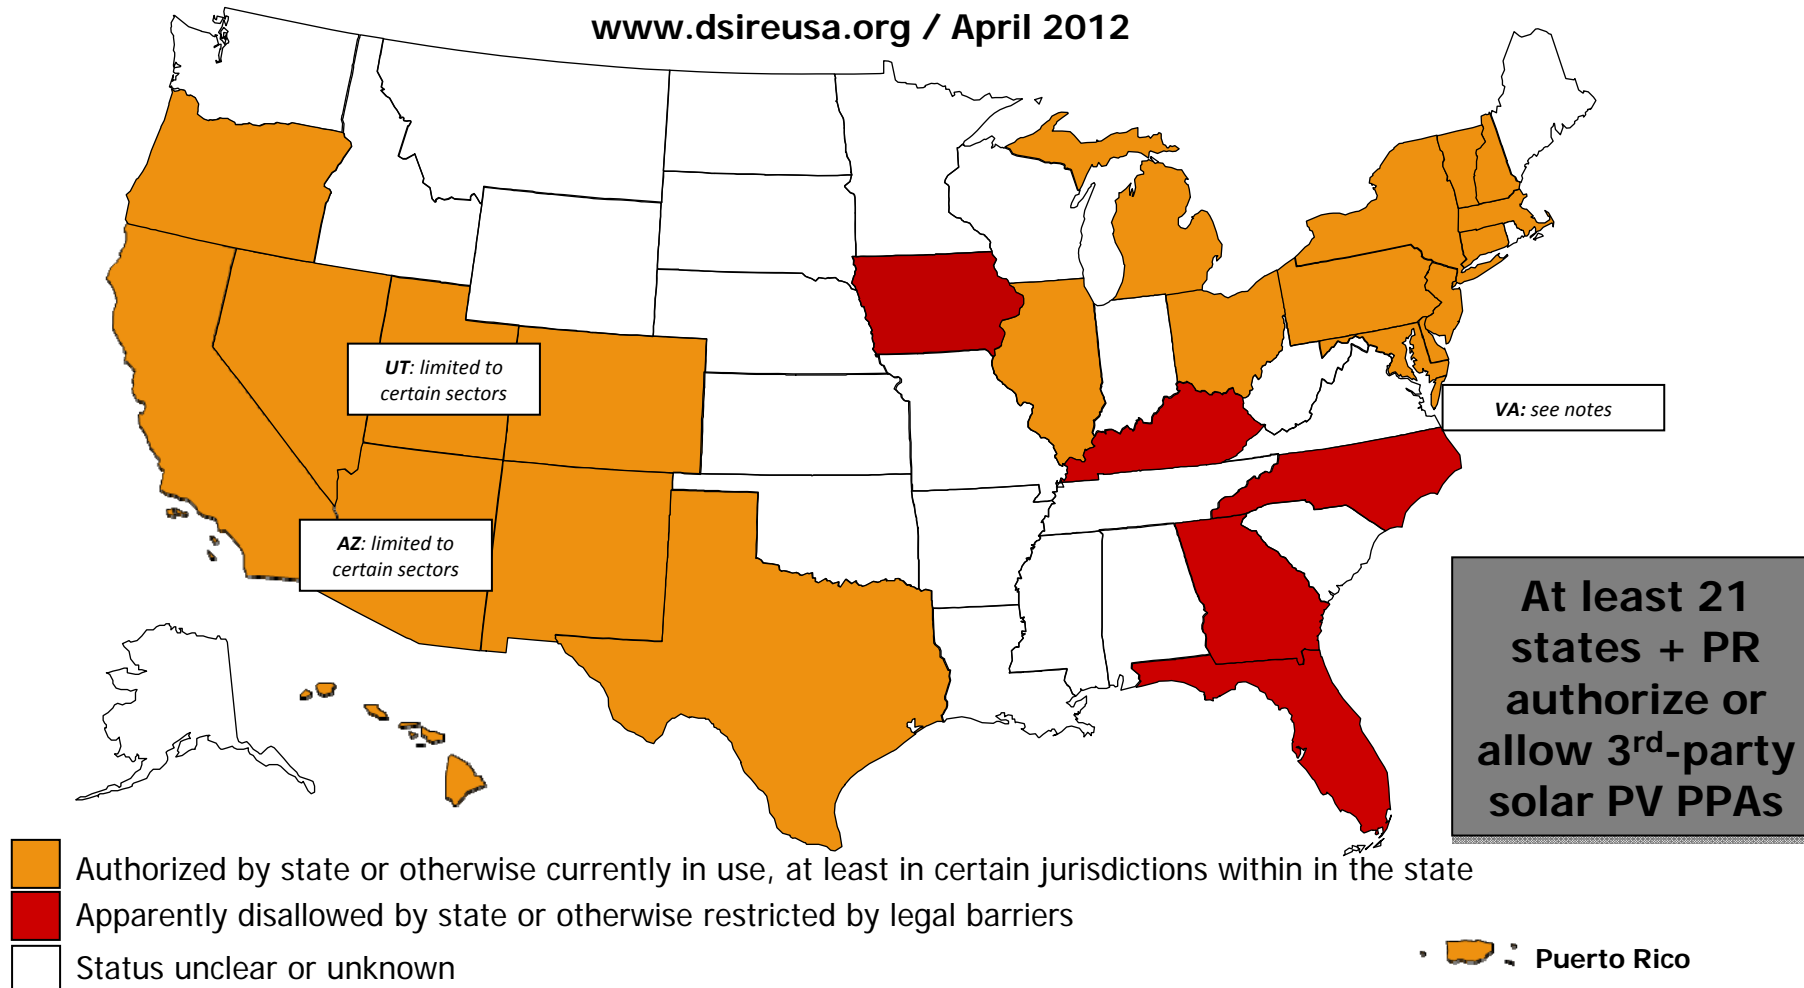 www.dsireusa.org / April 2012
UT: limited to
certain sectors
VA: see notes
AZ: limited to
certain sectors
At least 21
states + PR
authorize or
allow 3rd-party
solar PV PPAs
Authorized by state or otherwise currently in use, at least in certain jurisdictions within in the state
Apparently disallowed by state or otherwise restricted by legal barriers
Status unclear or unknown
Puerto Rico